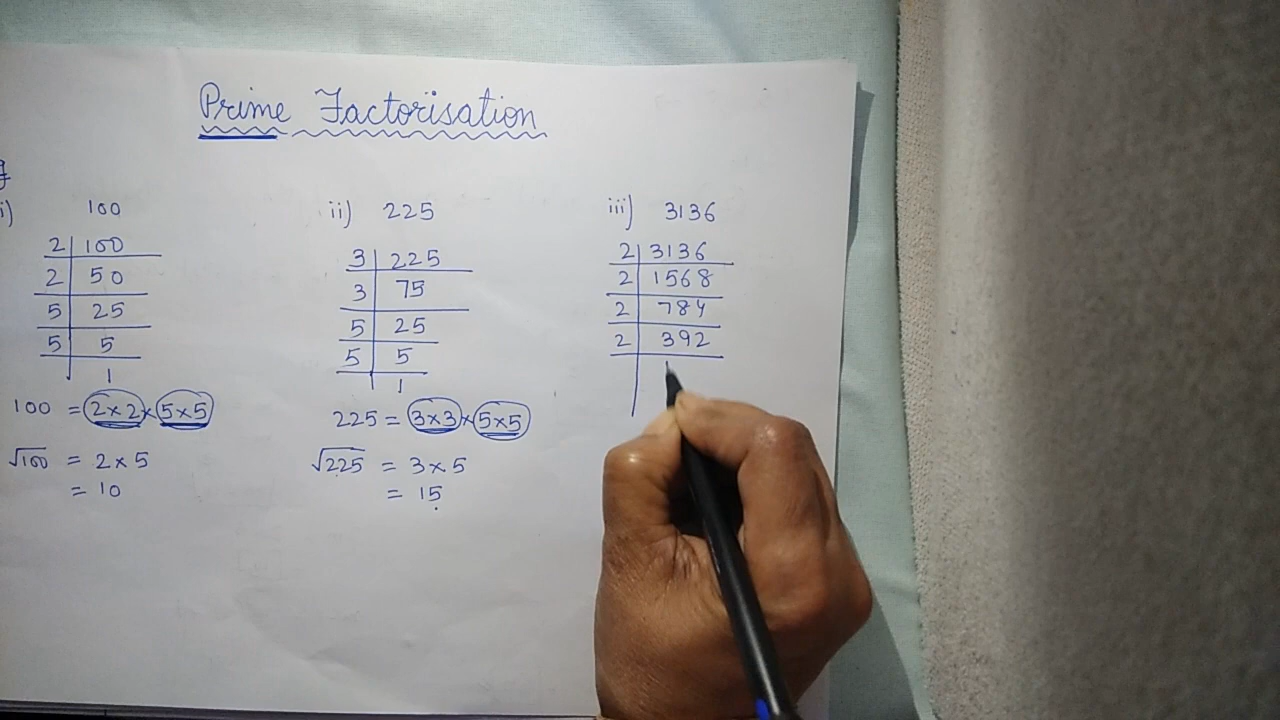 Prime Factorisation
i) 100
2 100
2 50
5 25
5 5
1
100 = 2×2×5×5
√100 = 2×5
= 10
ii) 225
3 225
3 75
5 25
5 5
1
225 = 3×3×5×5
√225 = 3×5
= 15
iii) 3136
2 3136
2 1568
2 784
2 392
1